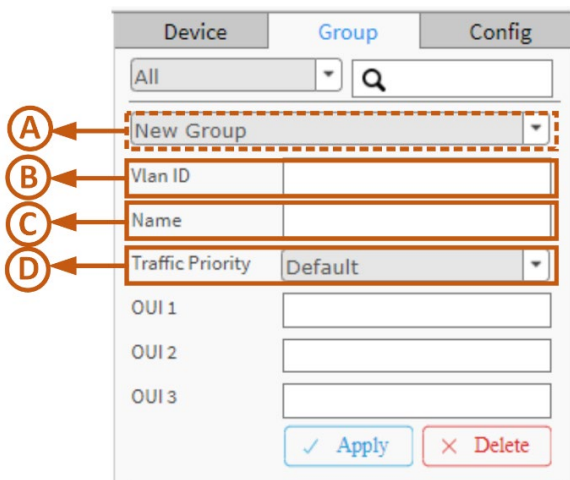 Device Group Config
All
A New Group
B Vlan ID
C Name
D Traffic Priority Default
OUI 1
OUI 2
OUI 3
Apply Delete